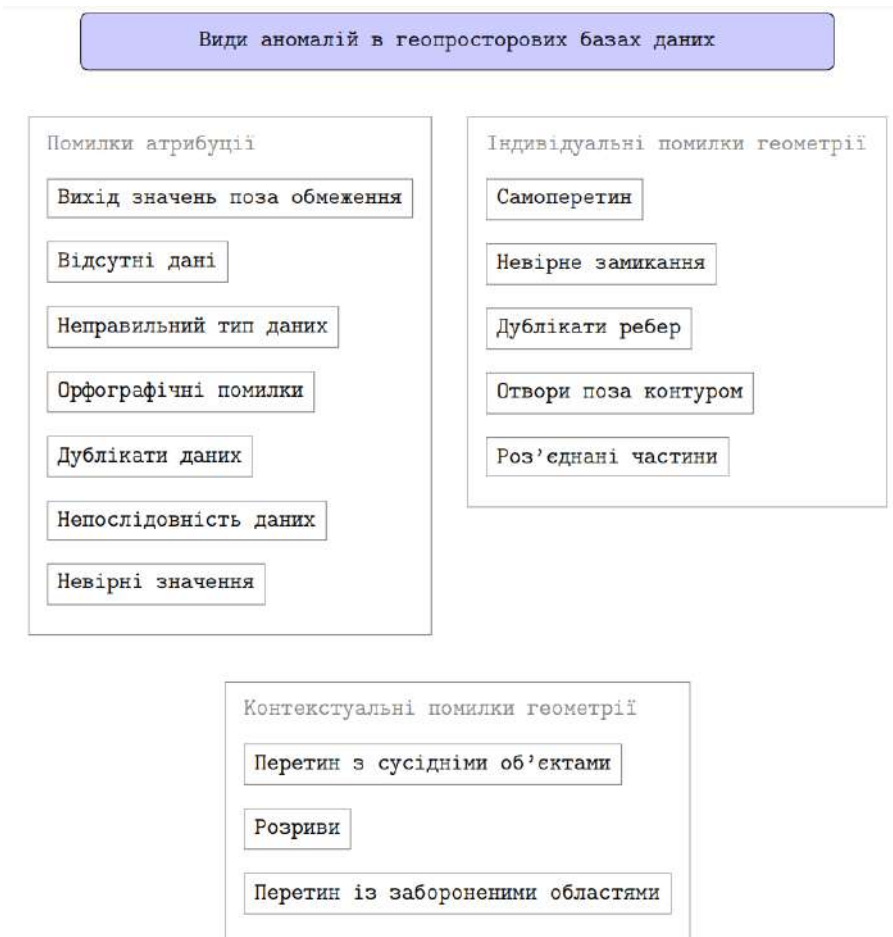 Види аномалій в геопросторових базах даних
Помилки атрибуції
Вихід значень поза обмеження
Відсутні дані
Неправильний тип даних
Орфографічні помилки
Дублікати даних
Непослідовність даних
Невірні значення
Індивідуальні помилки геометрії
Самоперетин
Невірне замикання
Дублікати ребер
Отвори поза контуром
Роз’єднані частини
Контекстуальні помилки геометрії
Перетин з сусідніми об’єктами
Розриви
Перетин із забороненими областями